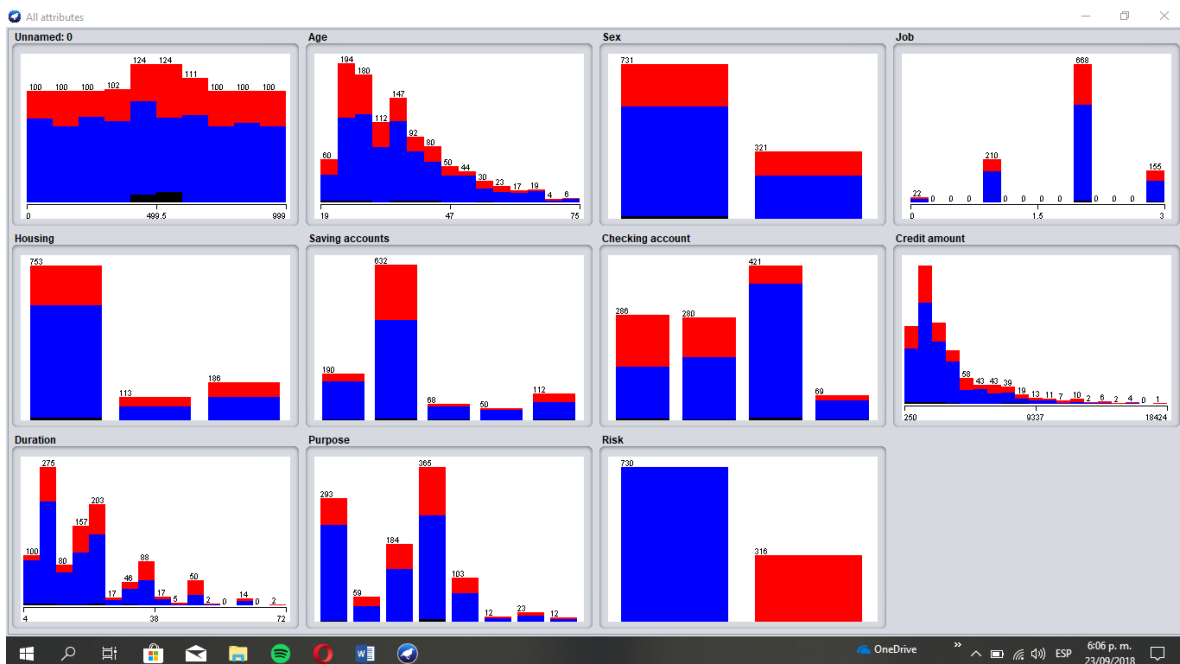 All attributes
Unnamed: 0
100 100 100 102 124 124 111 100 100 100
0 499.5 999
Age
60 194 180 112 147 92 80 50 44 30 23 17 19 4 6
19 47 75
Sex
731 321
Job
22 0 0 0 210 0 0 0 0 668 0 0 0 155
0 1.5 3
Housing
753 113 186
Saving accounts
190 632 68 50 112
Checking account
286 280 421 69
Credit amount
58 43 43 39 19 13 11 7 10 2 6 2 4 0 1
250 9337 18424
Duration
100 275 80 157 203 17 46 88 17 5 50 2 0 14 0 2
4 38 72
Purpose
293 59 184 365 103 12 23 12
Risk
730 316
OneDrive
ESP
6:06 p. m.
23/09/2018